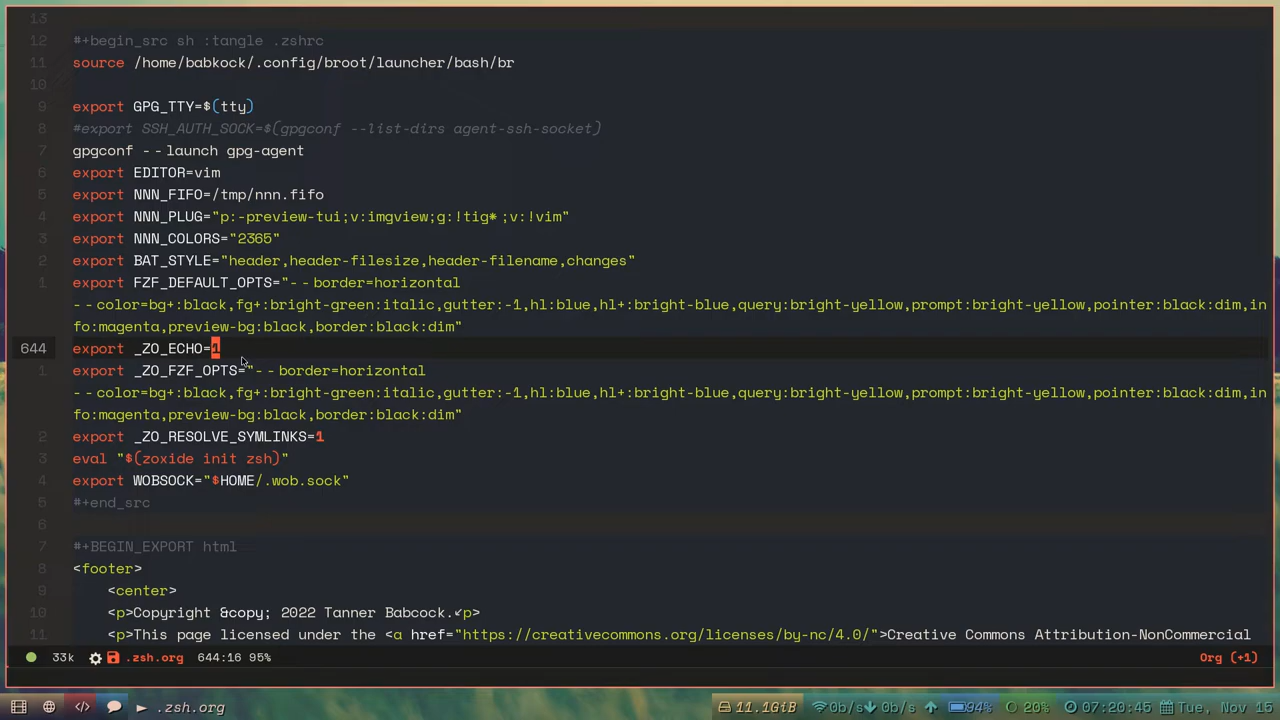 13
12 #+begin_src sh :tangle .zshrc
11 source /home/babkock/.config/broot/launcher/bash/br
10
9 export GPG_TTY=$(tty)
8 #export SSH_AUTH_SOCK=$(gpgconf --list-dirs agent-ssh-socket)
7 gpgconf --launch gpg-agent
6 export EDITOR=vim
5 export NNN_FIFO=/tmp/nnn.fifo
4 export NNN_PLUG="p:-preview-tui;v:imgview;g:!tig* ;v:!vim"
3 export NNN_COLORS="2365"
2 export BAT_STYLE="header,header-filesize,header-filename,changes"
1 export FZF_DEFAULT_OPTS="--border=horizontal
--color=bg+:black,fg+:bright-green:italic,gutter:-1,hl:blue,hl+:bright-blue,query:bright-yellow,prompt:bright-yellow,pointer:black:dim,in
fo:magenta,preview-bg:black,border:black:dim"
644 export _ZO_ECHO=1
1 export _ZO_FZF_OPTS="--border=horizontal
--color=bg+:black,fg+:bright-green:italic,gutter:-1,hl:blue,hl+:bright-blue,query:bright-yellow,prompt:bright-yellow,pointer:black:dim,in
fo:magenta,preview-bg:black,border:black:dim"
2 export _ZO_RESOLVE_SYMLINKS=1
3 eval "$(zoxide init zsh)"
4 export WOBSOCK="$HOME/.wob.sock"
5 #+end_src
6
7 #+BEGIN_EXPORT html
8 <footer>
9 <center>
10 <p>Copyright &copy; 2022 Tanner Babcock.↙p>
11 <p>This page licensed under the <a href="https://creativecommons.org/licenses/by-nc/4.0/">Creative Commons Attribution-NonCommercial
33k .zsh.org 644:16 95% Org (+1)
► .zsh.org 11.1GiB 0b/s 0b/s 94% 20% 07:20:45 Tue, Nov 15